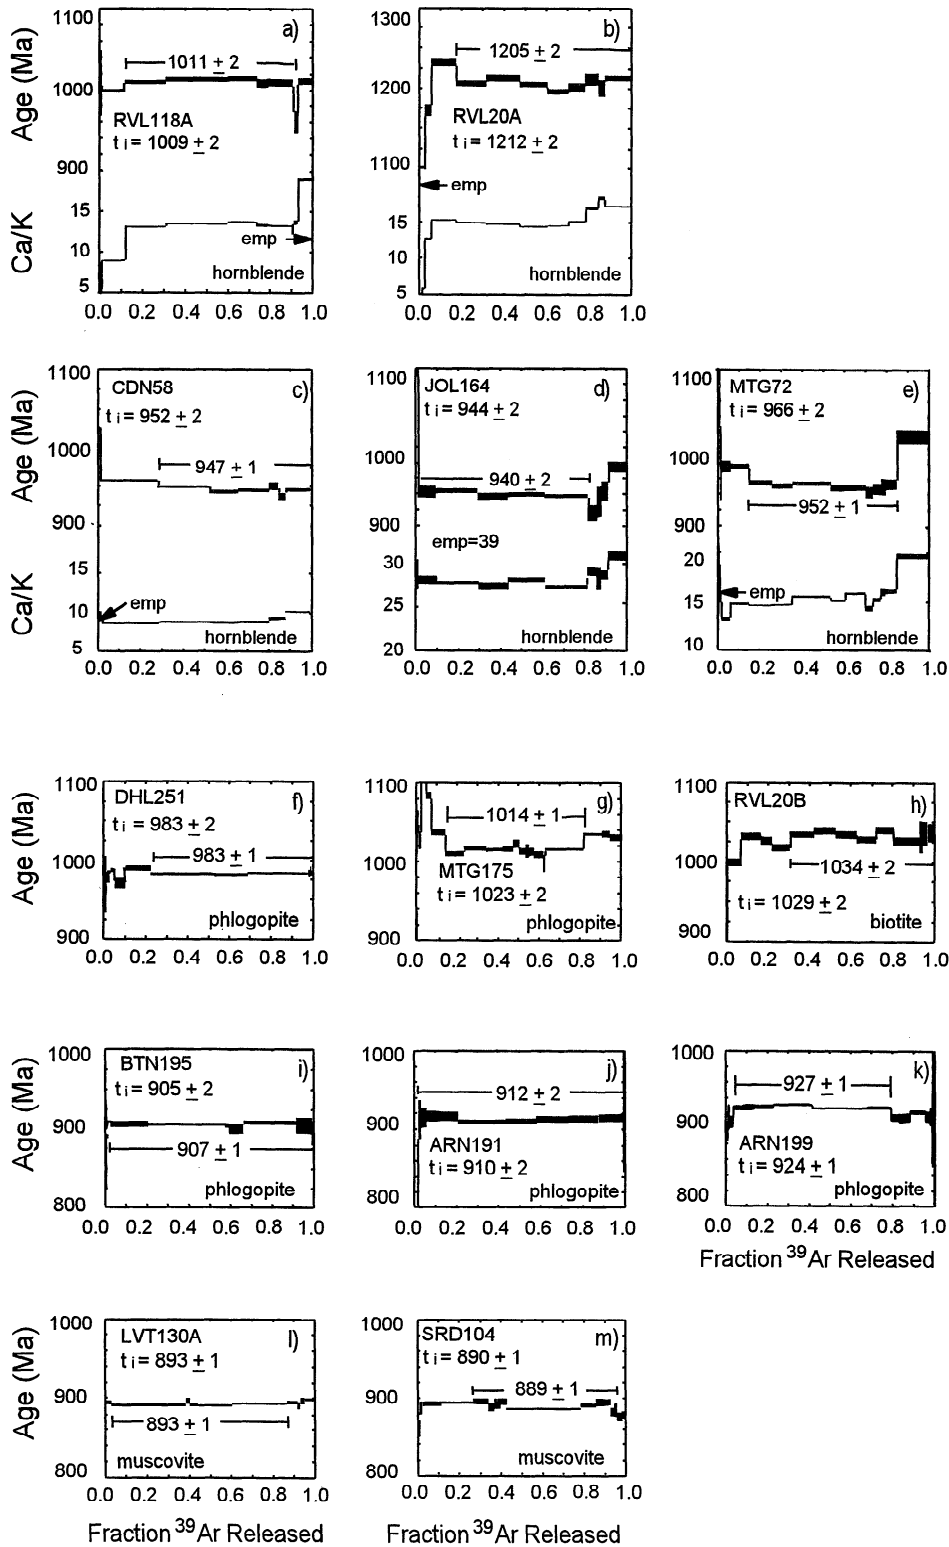 1100
Age (Ma)
1000
900
a)
1011 ± 2
RVL118A
t i = 1009 ± 2
Ca/K
15
10
5
emp
hornblende
0.0 0.2 0.4 0.6 0.8 1.0
1300
1200
1100
b)
1205 ± 2
RVL20A
t i = 1212 ± 2
emp
15
10
5
hornblende
0.0 0.2 0.4 0.6 0.8 1.0
1100
Age (Ma)
1000
900
CDN58
c)
t i = 952 ± 2
947 ± 1
Ca/K
15
10
5
emp
hornblende
0.0 0.2 0.4 0.6 0.8 1.0
1100
1000
900
JOL164
d)
t i = 944 ± 2
940 ± 2
emp=39
30
25
20
hornblende
0.0 0.2 0.4 0.6 0.8 1.0
1100
1000
900
MTG72
e)
t i = 966 ± 2
952 ± 1
20
15
10
emp
hornblende
0.0 0.2 0.4 0.6 0.8 1.0
1100
Age (Ma)
1000
900
DHL251
f)
t i = 983 ± 2
983 ± 1
phlogopite
0.0 0.2 0.4 0.6 0.8 1.0
1100
1000
900
g)
1014 ± 1
MTG175
t i = 1023 ± 2
phlogopite
0.0 0.2 0.4 0.6 0.8 1.0
1100
1000
900
RVL20B
h)
1034 ± 2
t i = 1029 ± 2
biotite
0.0 0.2 0.4 0.6 0.8 1.0
1000
Age (Ma)
900
800
BTN195
i)
t i = 905 ± 2
907 ± 1
phlogopite
0.0 0.2 0.4 0.6 0.8 1.0
1000
900
800
j)
912 ± 2
ARN191
t i = 910 ± 2
phlogopite
0.0 0.2 0.4 0.6 0.8 1.0
1000
900
800
k)
927 ± 1
ARN199
t i = 924 ± 1
phlogopite
0.0 0.2 0.4 0.6 0.8 1.0
Fraction ³⁹Ar Released
1000
Age (Ma)
900
800
LVT130A
l)
t i = 893 ± 1
893 ± 1
muscovite
0.0 0.2 0.4 0.6 0.8 1.0
Fraction ³⁹Ar Released
1000
900
800
SRD104
m)
t i = 890 ± 1
889 ± 1
muscovite
0.0 0.2 0.4 0.6 0.8 1.0
Fraction ³⁹Ar Released